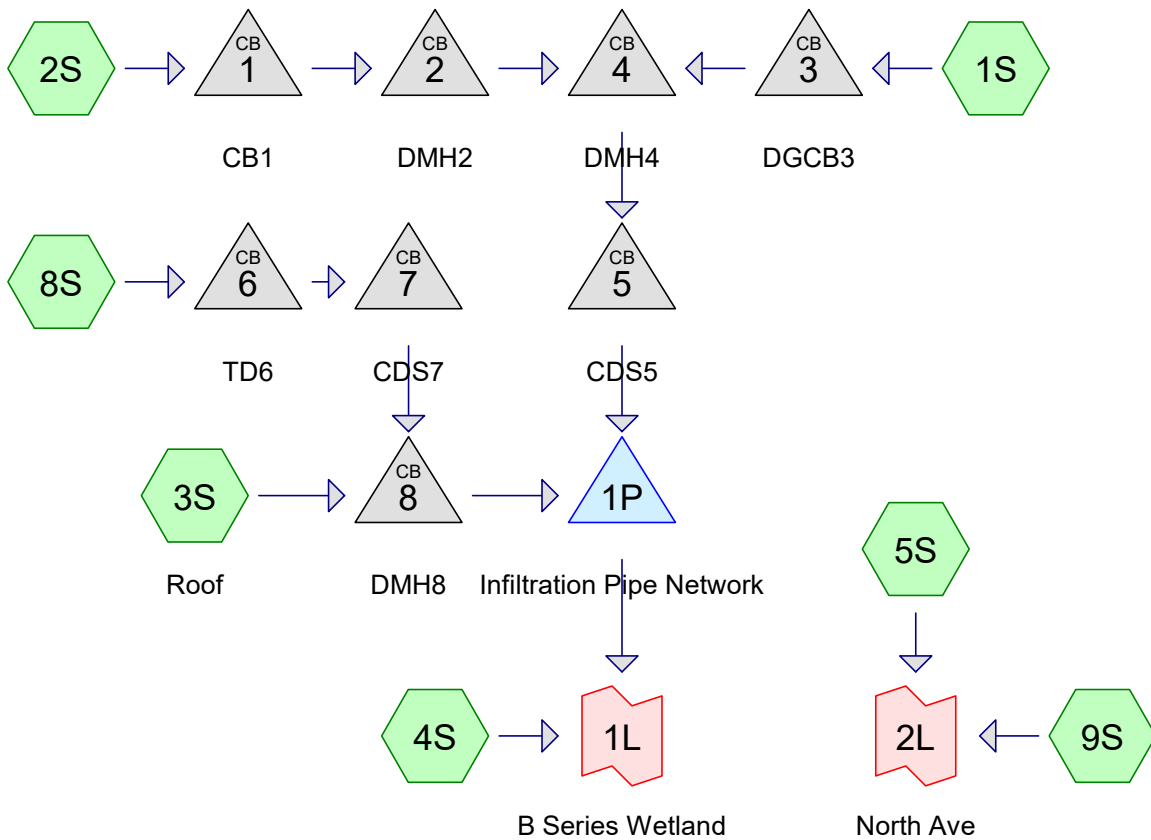 2S
CB
1
CB
2
CB
4
CB
3
1S
CB1
DMH2
DMH4
DGCB3
8S
CB
6
CB
7
CB
5
TD6
CDS7
CDS5
3S
CB
8
1P
5S
Roof
DMH8
Infiltration Pipe Network
4S
1L
2L
9S
B Series Wetland
North Ave